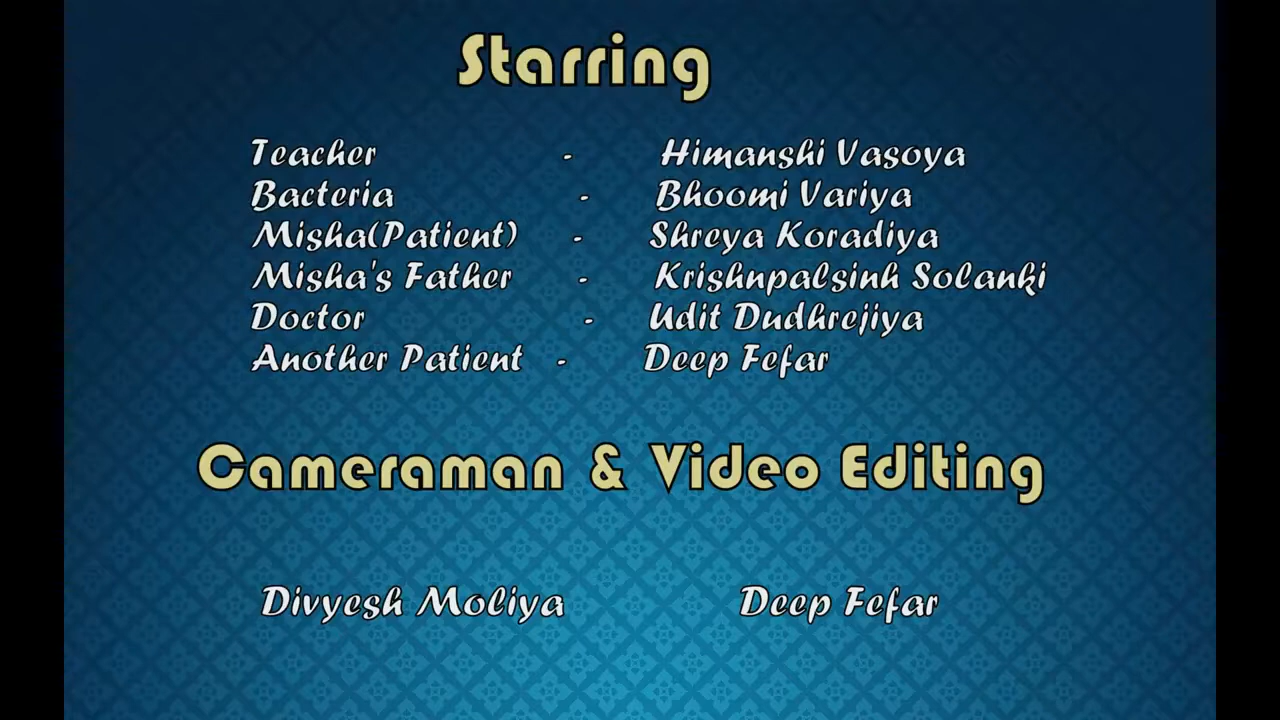 Starring
Teacher - Himanshi Vasoya
Bacteria - Bhoomi Variya
Misha(Patient) - Shreya Koradiya
Misha's Father - Krishnpalsinh Solanki
Doctor - Udit Dudhrejiya
Another Patient - Deep Fefar
Cameraman & Video Editing
Divyesh Moliya Deep Fefar